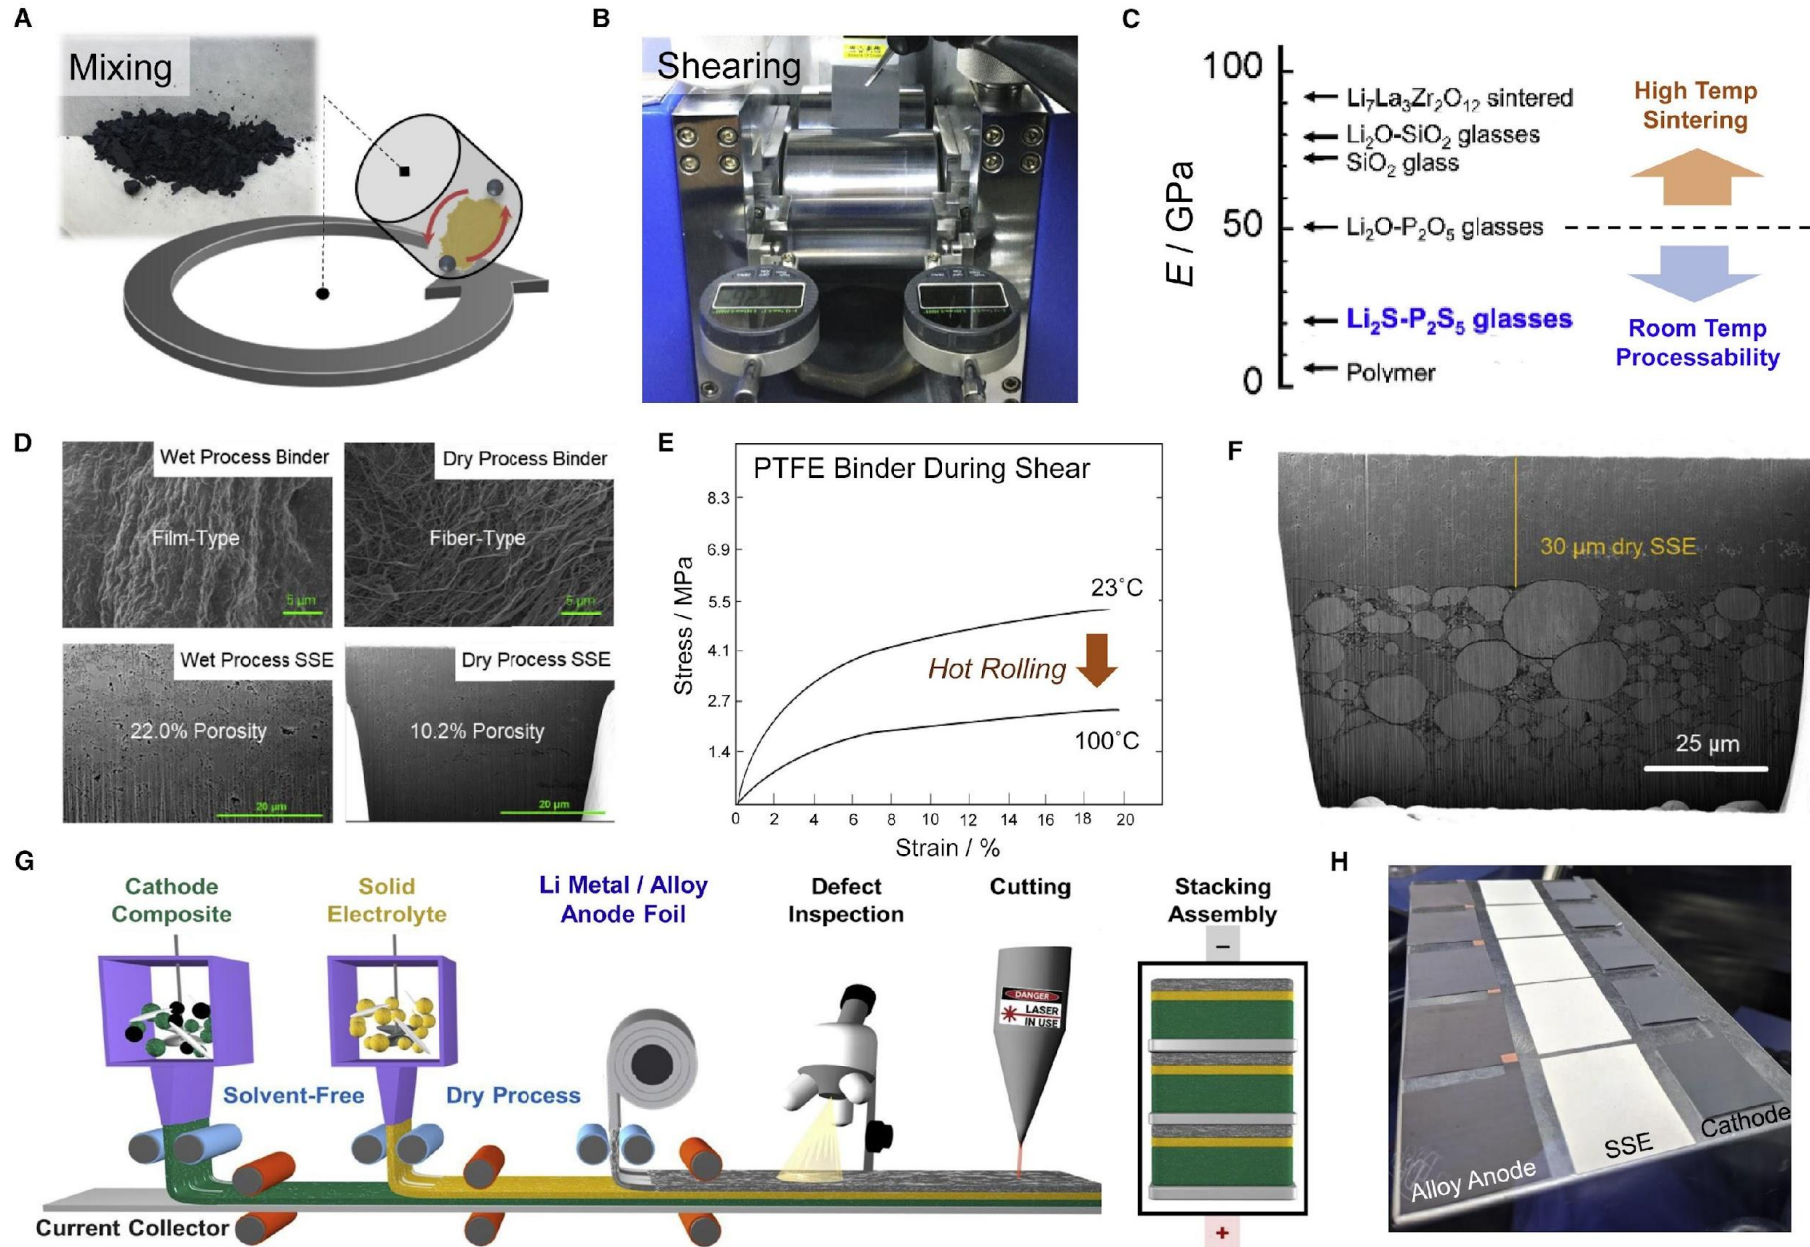 A
Mixing
B
Shearing
C
100
50
0
E / GPa
Li₇La₃Zr₂O₁₂ sintered
Li₂O-SiO₂ glasses
SiO₂ glass
Li₂O-P₂O₅ glasses
Li₂S-P₂S₅ glasses
Polymer
High Temp
Sintering
Room Temp
Processability
D
Wet Process Binder
Film-Type
5 μm
Dry Process Binder
Fiber-Type
5 μm
Wet Process SSE
22.0% Porosity
20 μm
Dry Process SSE
10.2% Porosity
20 μm
E
PTFE Binder During Shear
Stress / MPa
8.3
6.9
5.5
4.1
2.7
1.4
23°C
Hot Rolling
100°C
0 2 4 6 8 10 12 14 16 18 20
Strain / %
F
30 μm dry SSE
25 μm
G
Cathode
Composite
Solid
Electrolyte
Li Metal / Alloy
Anode Foil
Defect
Inspection
Cutting
Stacking
Assembly
−
DANGER
LASER
IN USE
Solvent-Free
Dry Process
Current Collector
+
H
Alloy Anode
SSE
Cathode